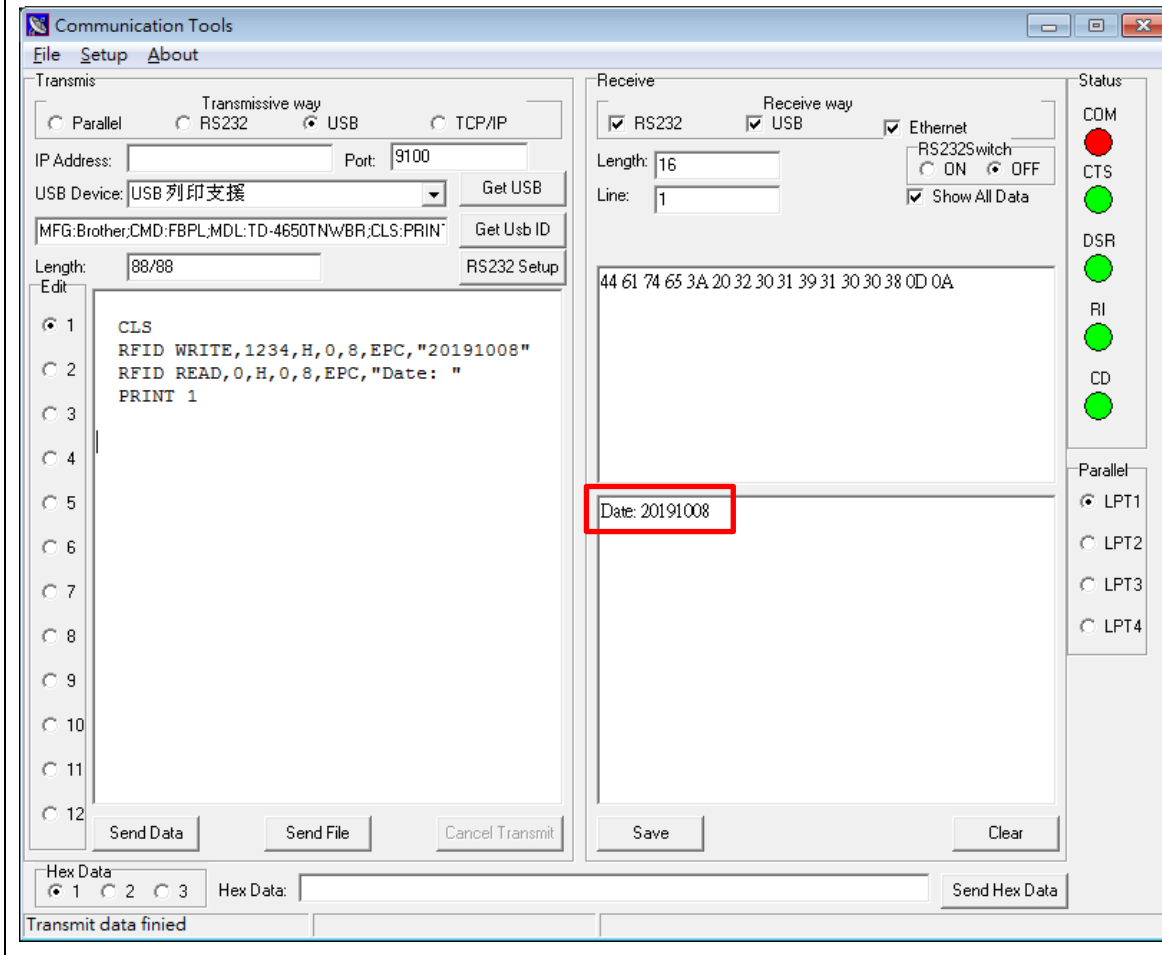 Communication Tools
File Setup About
Transmis
Transmissive way
Parallel RS232 USB TCP/IP
IP Address: Port: 9100
USB Device: USB 列印支援 Get USB
MFG:Brother;CMD:FBPL;MDL:TD-4650TNWBR;CLS:PRINT Get Usb ID
Length: 88/88 RS232 Setup
Edit
1
2
3
4
5
6
7
8
9
10
11
12
CLS
RFID WRITE,1234,H,0,8,EPC,"20191008"
RFID READ,0,H,0,8,EPC,"Date: "
PRINT 1
Send Data Send File Cancel Transmit
Receive
Receive way
RS232 USB Ethernet
RS232Switch
ON OFF
Length: 16
Line: 1
Show All Data
44 61 74 65 3A 20 32 30 31 39 31 30 30 38 0D 0A
Date: 20191008
Save Clear
Status
COM
CTS
DSR
RI
CD
Parallel
LPT1
LPT2
LPT3
LPT4
Hex Data
1 2 3 Hex Data: Send Hex Data
Transmit data finied